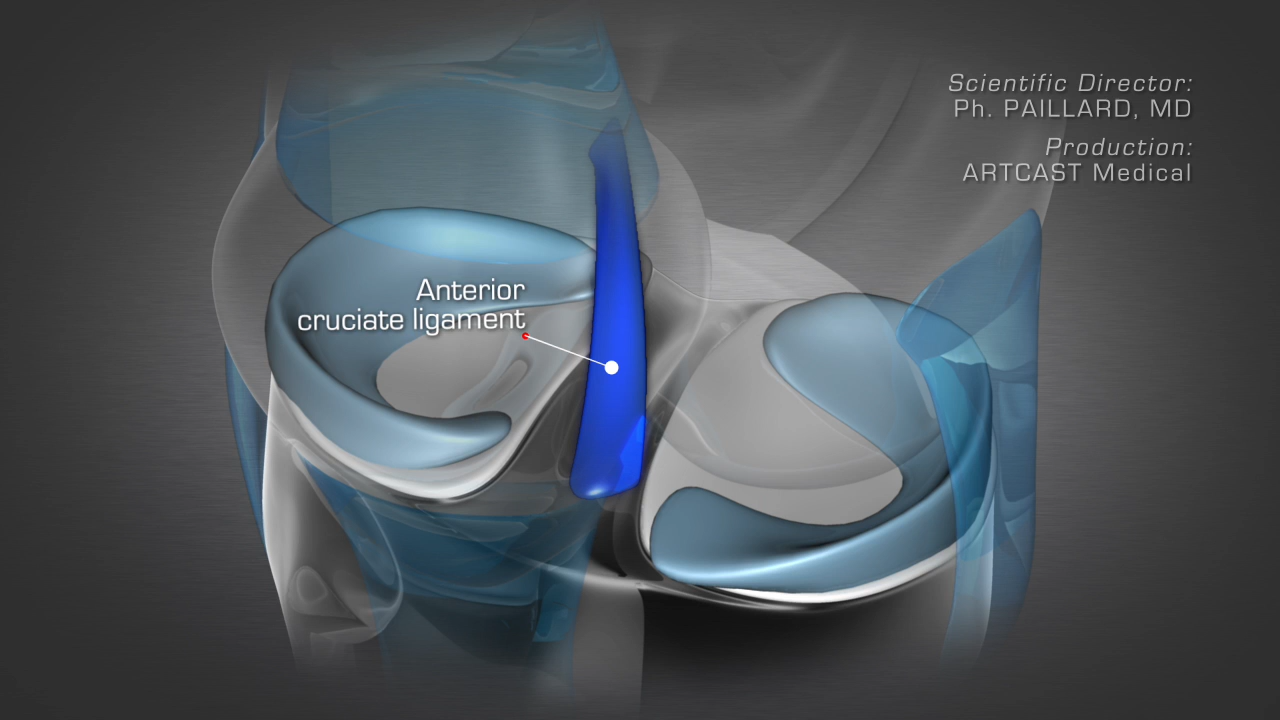 Scientific Director:
Ph. PAILLARD, MD
Production:
ARTCAST Medical
Anterior
cruciate ligament